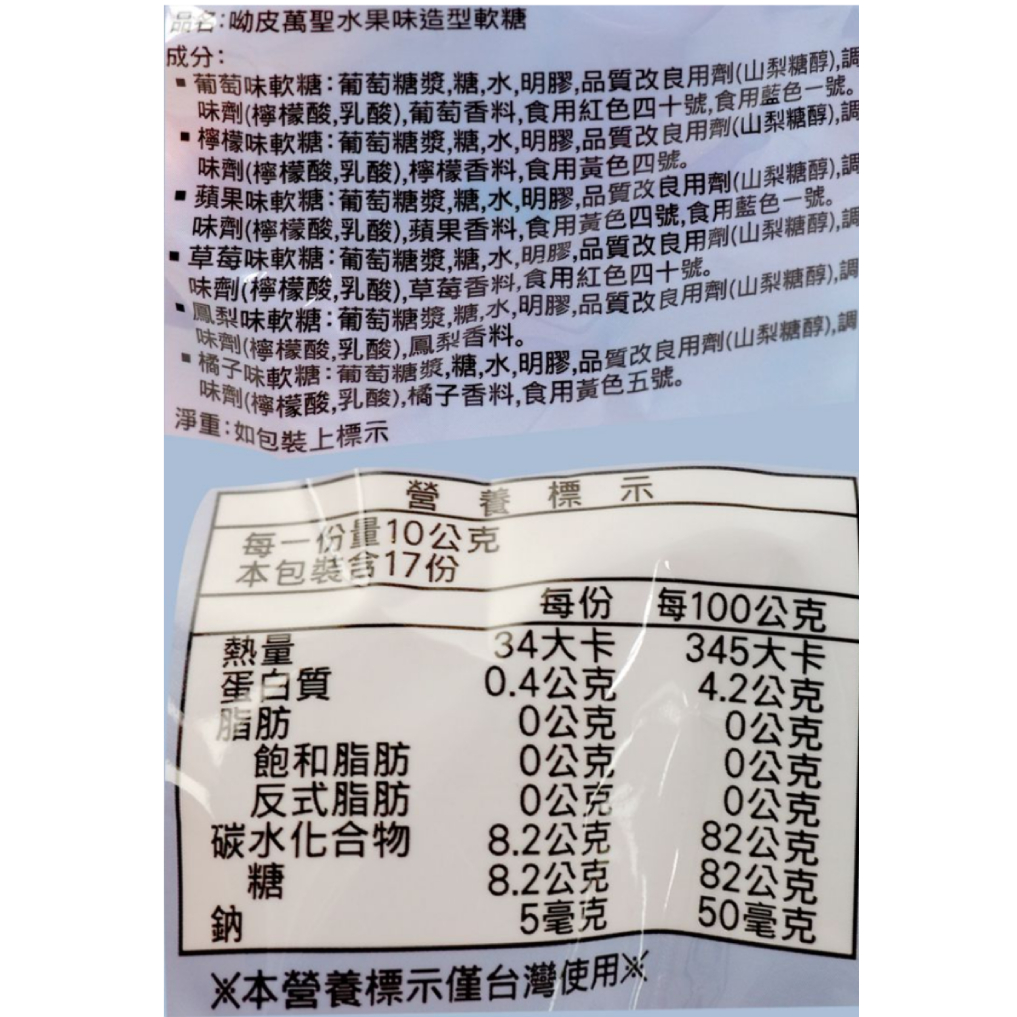 品名:呦皮萬聖水果味造型軟糖
成分:
▪葡萄味軟糖:葡萄糖漿,糖,水,明膠,品質改良用劑(山梨糖醇),調
味劑(檸檬酸,乳酸),葡萄香料,食用紅色四十號,食用藍色一號。
▪檸檬味軟糖:葡萄糖漿,糖,水,明膠,品質改良用劑(山梨糖醇),調
味劑(檸檬酸,乳酸),檸檬香料,食用黃色四號。
▪蘋果味軟糖:葡萄糖漿,糖,水,明膠,品質改良用劑(山梨糖醇),調
味劑(檸檬酸,乳酸),蘋果香料,食用黃色四號,食用藍色一號。
▪草莓味軟糖:葡萄糖漿,糖,水,明膠,品質改良用劑(山梨糖醇),調
味劑(檸檬酸,乳酸),草莓香料,食用紅色四十號。
▪鳳梨味軟糖:葡萄糖漿,糖,水,明膠,品質改良用劑(山梨糖醇),調
味劑(檸檬酸,乳酸),鳳梨香料。
▪橘子味軟糖:葡萄糖漿,糖,水,明膠,品質改良用劑(山梨糖醇),調
味劑(檸檬酸,乳酸),橘子香料,食用黃色五號。
淨重:如包裝上標示
營養標示
每一份量10公克
本包裝含17份
每份 每100公克
熱量 34大卡 345大卡
蛋白質 0.4公克 4.2公克
脂肪 0公克 0公克
飽和脂肪 0公克 0公克
反式脂肪 0公克 0公克
碳水化合物 8.2公克 82公克
糖 8.2公克 82公克
鈉 5毫克 50毫克
※本營養標示僅台灣使用※